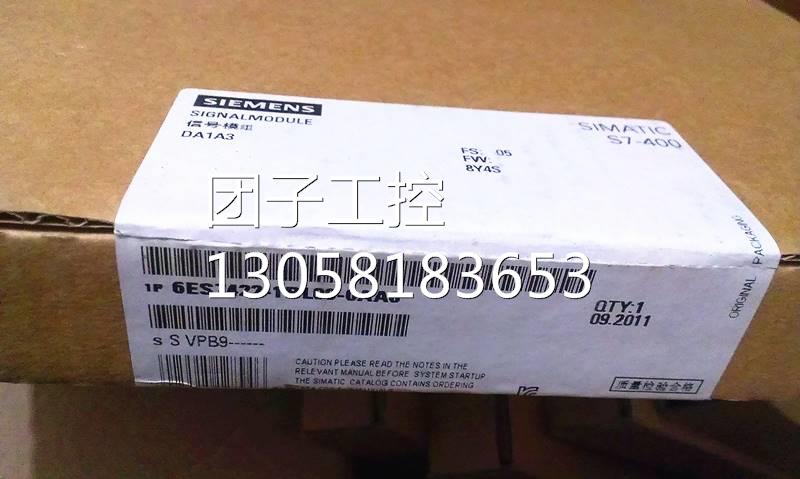 SIEMENS
SIGNALMODULE
信号模组
DA1A3
SIMATIC
S7-400
FS: 05
FW:
8Y4S
团子工控
13058183653
1P
QTY:1
09.2011
S S VPB9------
CAUTION PLEASE READ THE NOTES IN THE
RELEVANT MANUAL BEFORE SYSTEM STARTUP
THE SIMATIC CATALOG CONTAINS ORDERING
质量检验合格
ORIGINAL PACKAGING